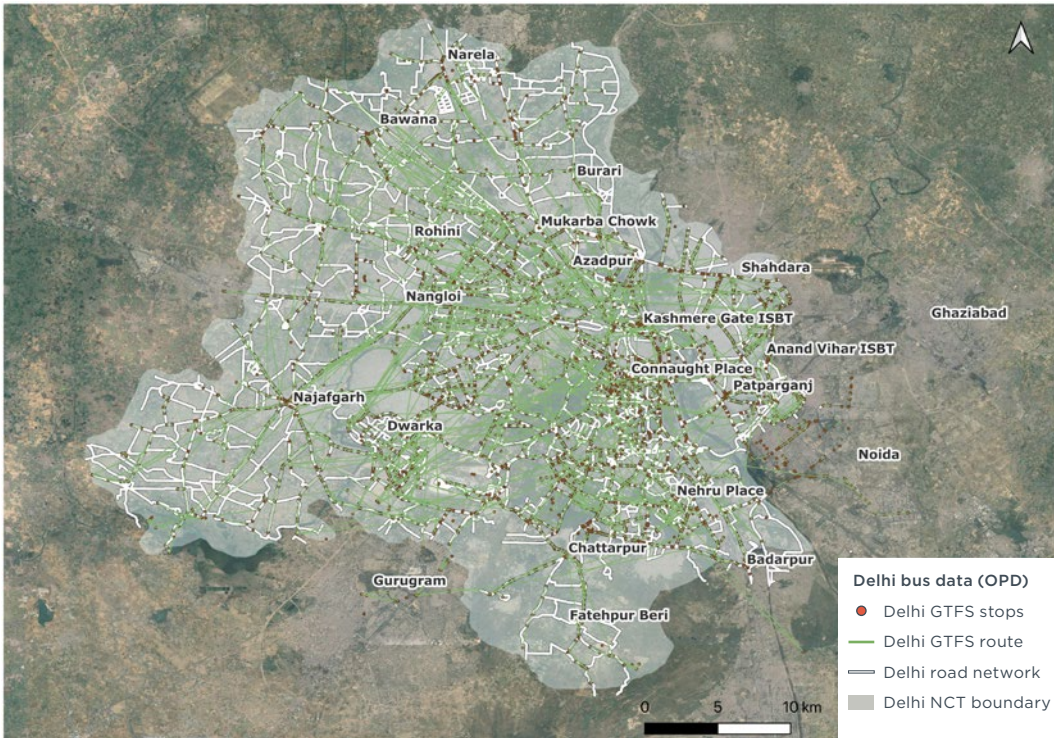 Narela
Bawana
Burari
Mukarba Chowk
Rohini
Azadpur
Shahdara
Nangloi
Kashmere Gate ISBT
Ghaziabad
Anand Vihar ISBT
Connaught Place
Patparganj
Najafgarh
Dwarka
Noida
Nehru Place
Chattarpur
Badarpur
Gurugram
Fatehpur Beri
0 5 10 km
Delhi bus data (OPD)
Delhi GTFS stops
Delhi GTFS route
Delhi road network
Delhi NCT boundary